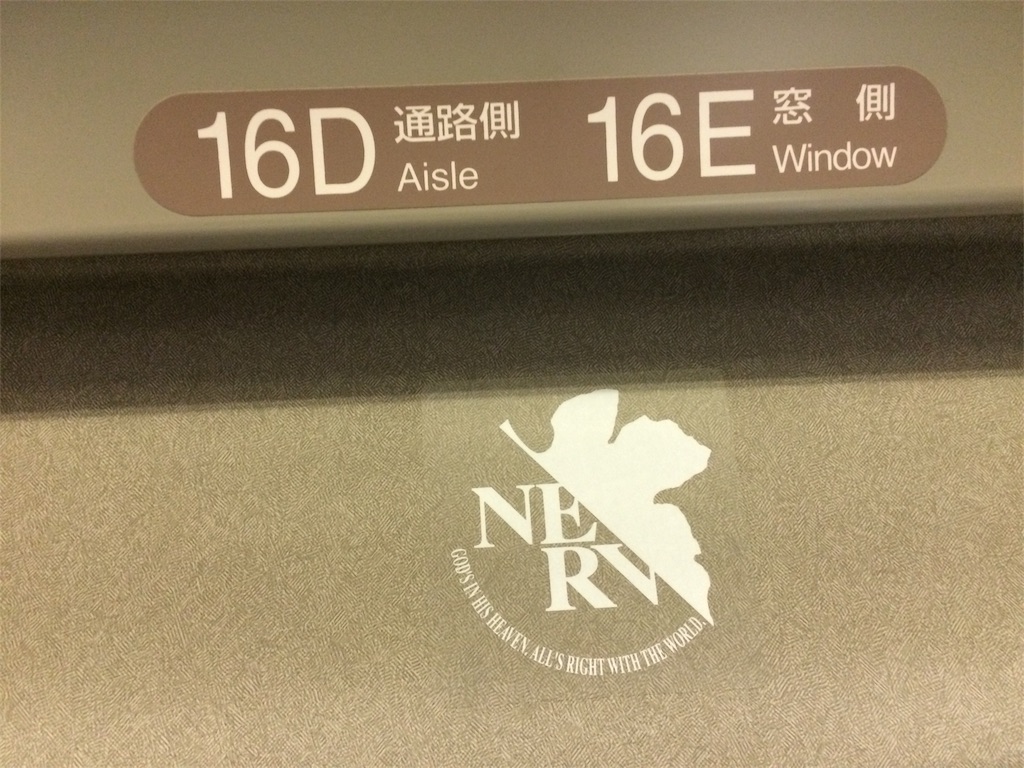 16D 通路側 Aisle 16E 窓側 Window
NERV
GOD'S IN HIS HEAVEN. ALL'S RIGHT WITH THE WORLD.